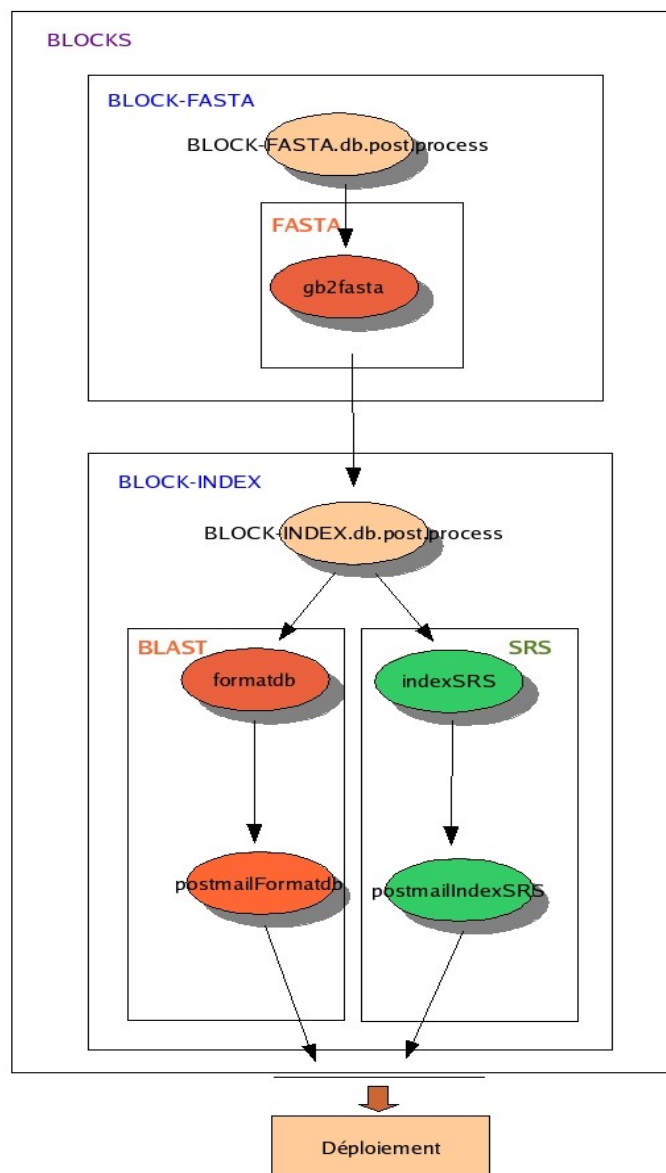 BLOCKS
BLOCK-FASTA
BLOCK-FASTA.db.post.process
FASTA
gb2fasta
BLOCK-INDEX
BLOCK-INDEX.db.post.process
BLAST
SRS
formatdb
indexSRS
postmailFormatdb
postmailIndexSRS
Déploiement